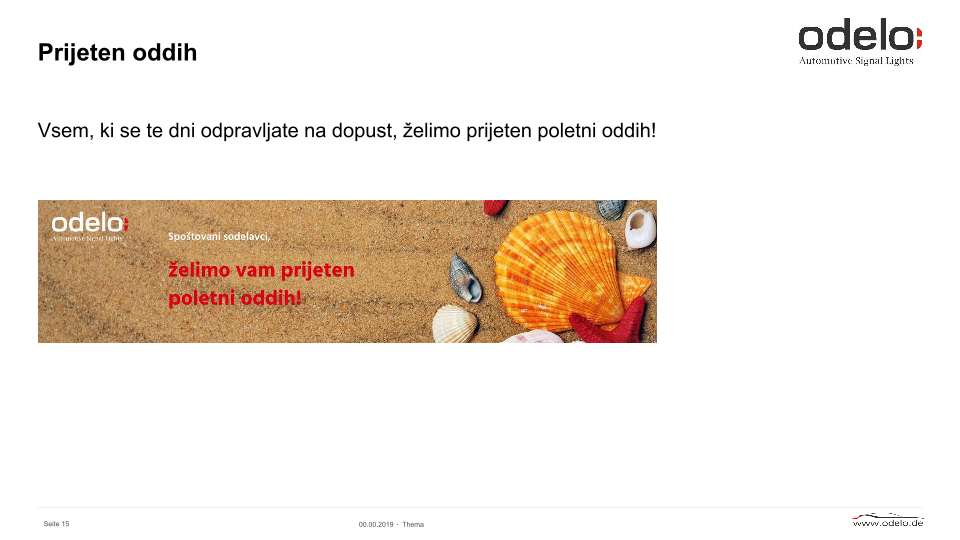 Prijeten oddih
odelo
Automotive Signal Lights
Vsem, ki se te dni odpravljate na dopust, želimo prijeten poletni oddih!
odelo
Automotive Signal Lights
Spoštovani sodelavci,
želimo vam prijeten
poletni oddih!
Seite 15
00.00.2019 · Thema
www.odelo.de